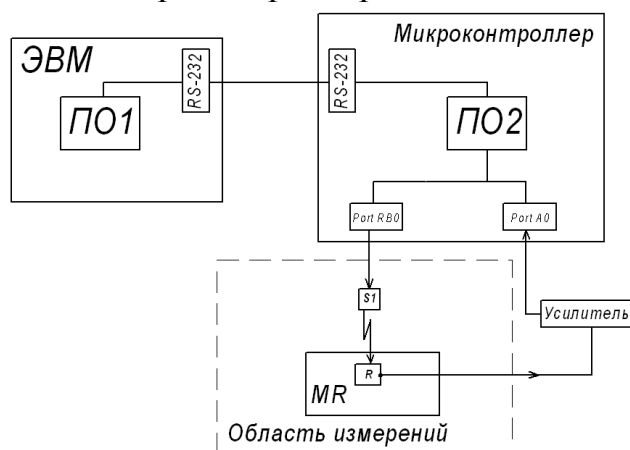 ЭВМ
RS-232
ПО1
Микроконтроллер
RS-232
ПО2
Port RB0
Port A0
S1
Усилитель
R
MR
Область измерений